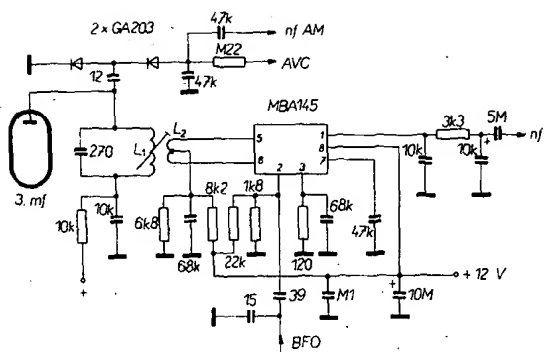 47k
2 x GA203
nf AM
M22
AVC
12
47k
MBA145
5M
3k3
nf
L1
L2
270
5
6
1
8
7
2
3
+
10k
10k
3. mf
8k2
1k8
68k
10k
10k
6k8
68k
22k
120
47k
+
+ 12 V
39
M1
+
10M
15
BFO